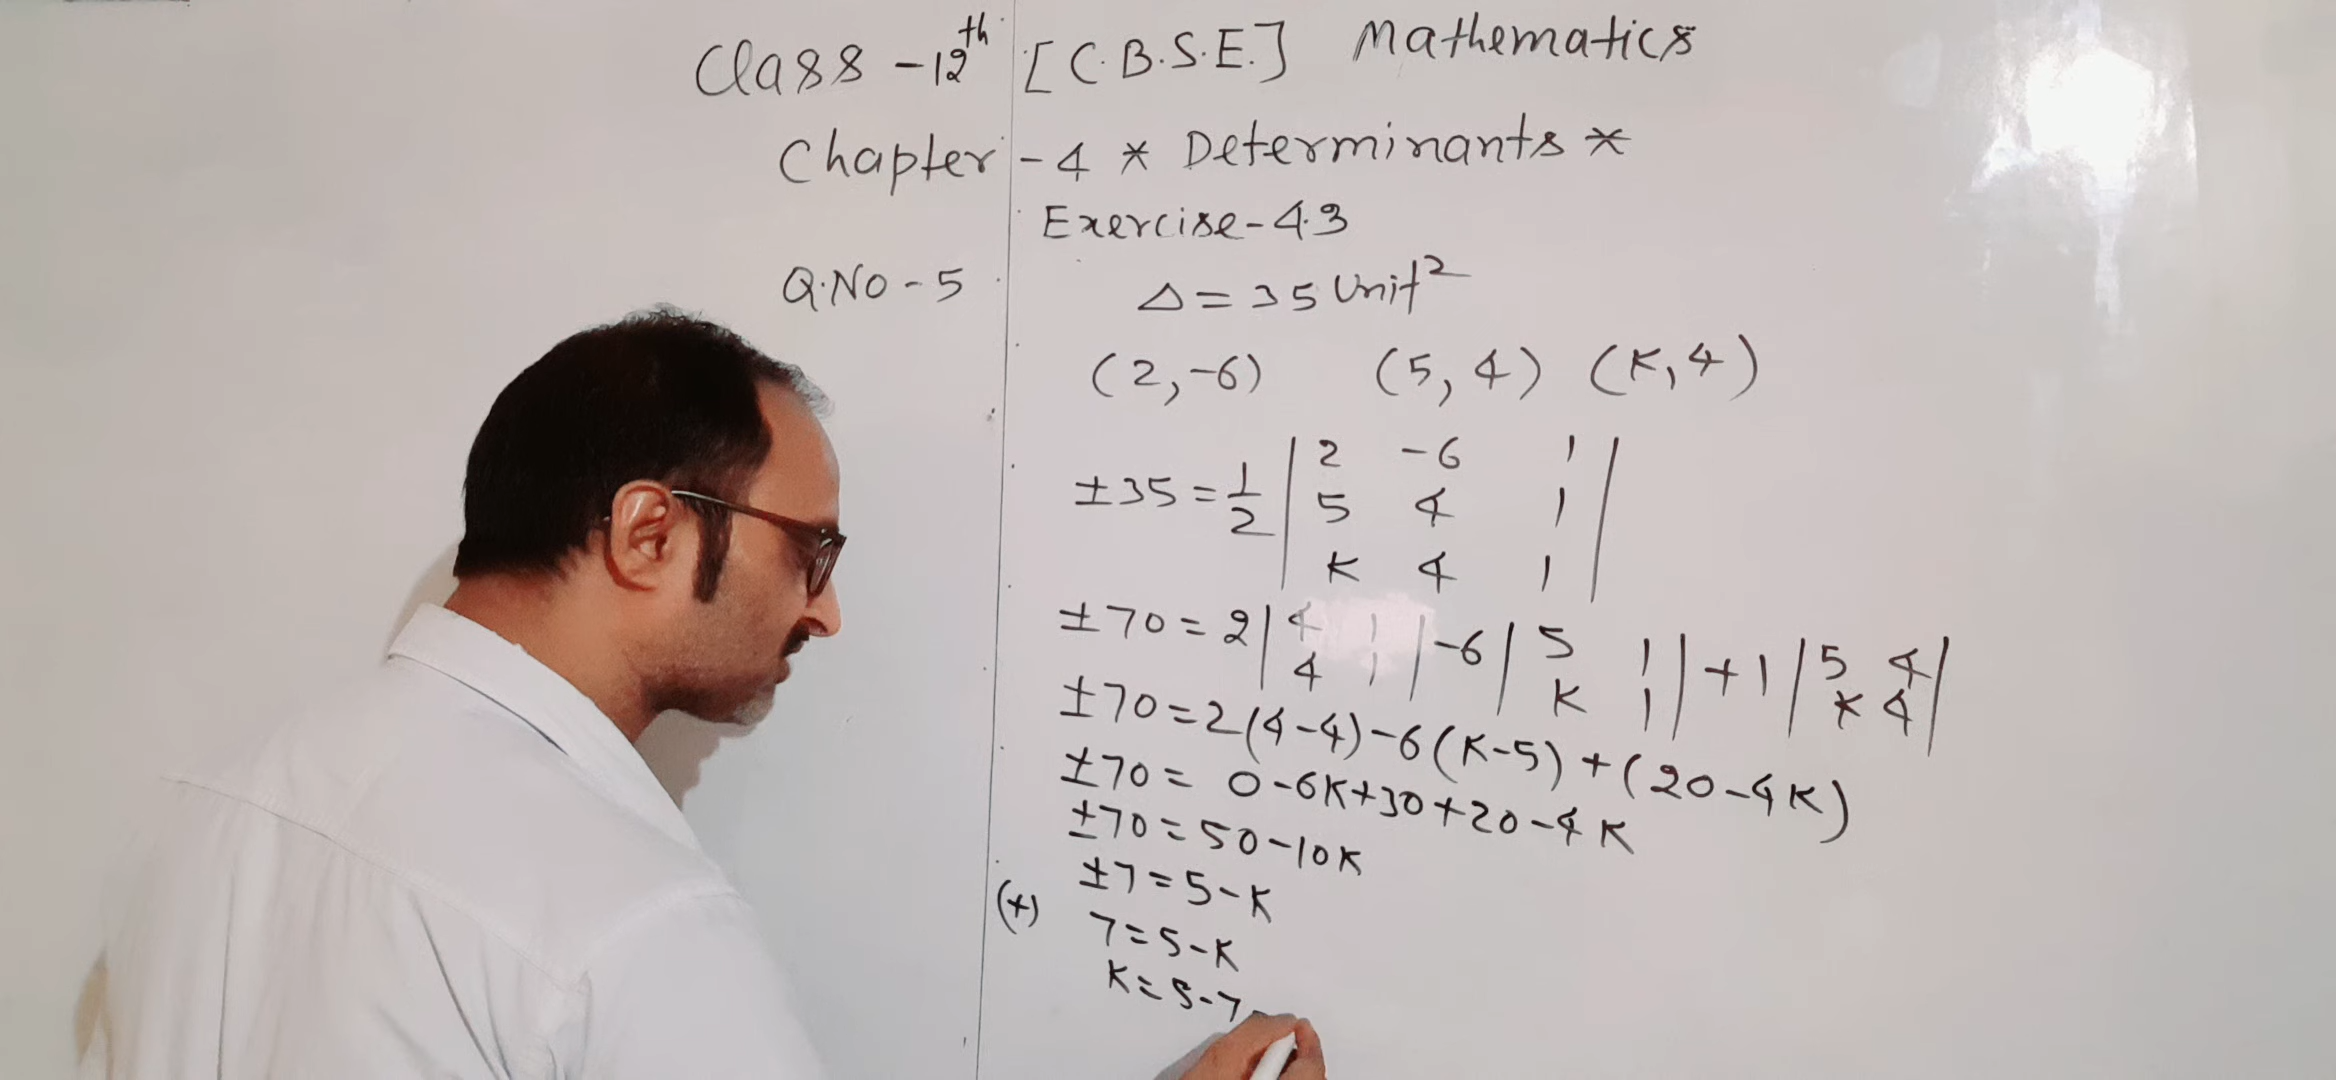 Class -12th [C.B.S.E.] Mathematics
Chapter - 4 * Determinants *
Exercise-4.3
Q.NO - 5 △ = 35 Unit²
(2,-6) (5,4) (K,4)
±35 = 1/2 | 2 -6 1 |
| 5 4 1 |
| K 4 1 |
±70 = 2 | 4 1 | -6 | 5 1 | +1 | 5 4 |
| 4 1 | | K 1 | | K 4 |
±70 = 2(4-4)-6(K-5)+(20-4K)
±70 = 0-6K+30+20-4K
±70 = 50-10K
±7 = 5-K
(+) 7 = 5-K
K = 5-7